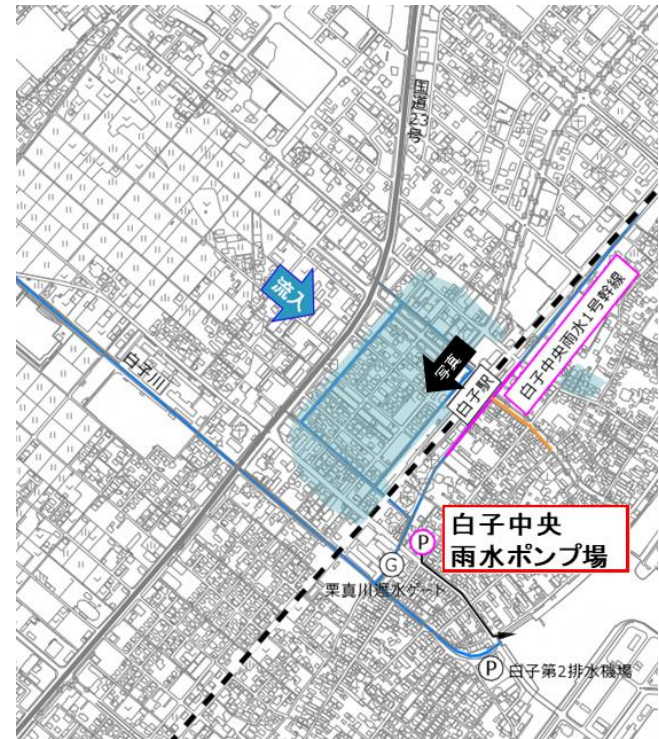 国道23号
流入
白子川
写真
白子駅
白子中央雨水1号幹線
P
白子中央
雨水ポンプ場
G
栗真川遮水ゲート
P
白子第2排水機場